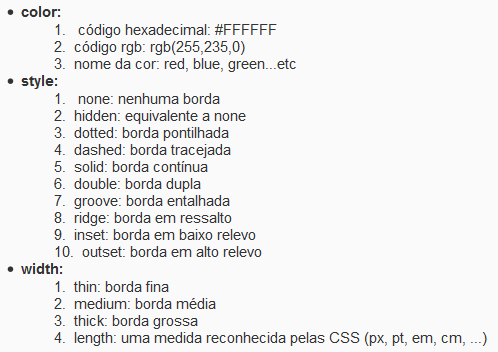 • color:
1. código hexadecimal: #FFFFFF
2. código rgb: rgb(255,235,0)
3. nome da cor: red, blue, green...etc
• style:
1. none: nenhuma borda
2. hidden: equivalente a none
3. dotted: borda pontilhada
4. dashed: borda tracejada
5. solid: borda contínua
6. double: borda dupla
7. groove: borda entalhada
8. ridge: borda em ressalto
9. inset: borda em baixo relevo
10. outset: borda em alto relevo
• width:
1. thin: borda fina
2. medium: borda média
3. thick: borda grossa
4. length: uma medida reconhecida pelas CSS (px, pt, em, cm, ...)